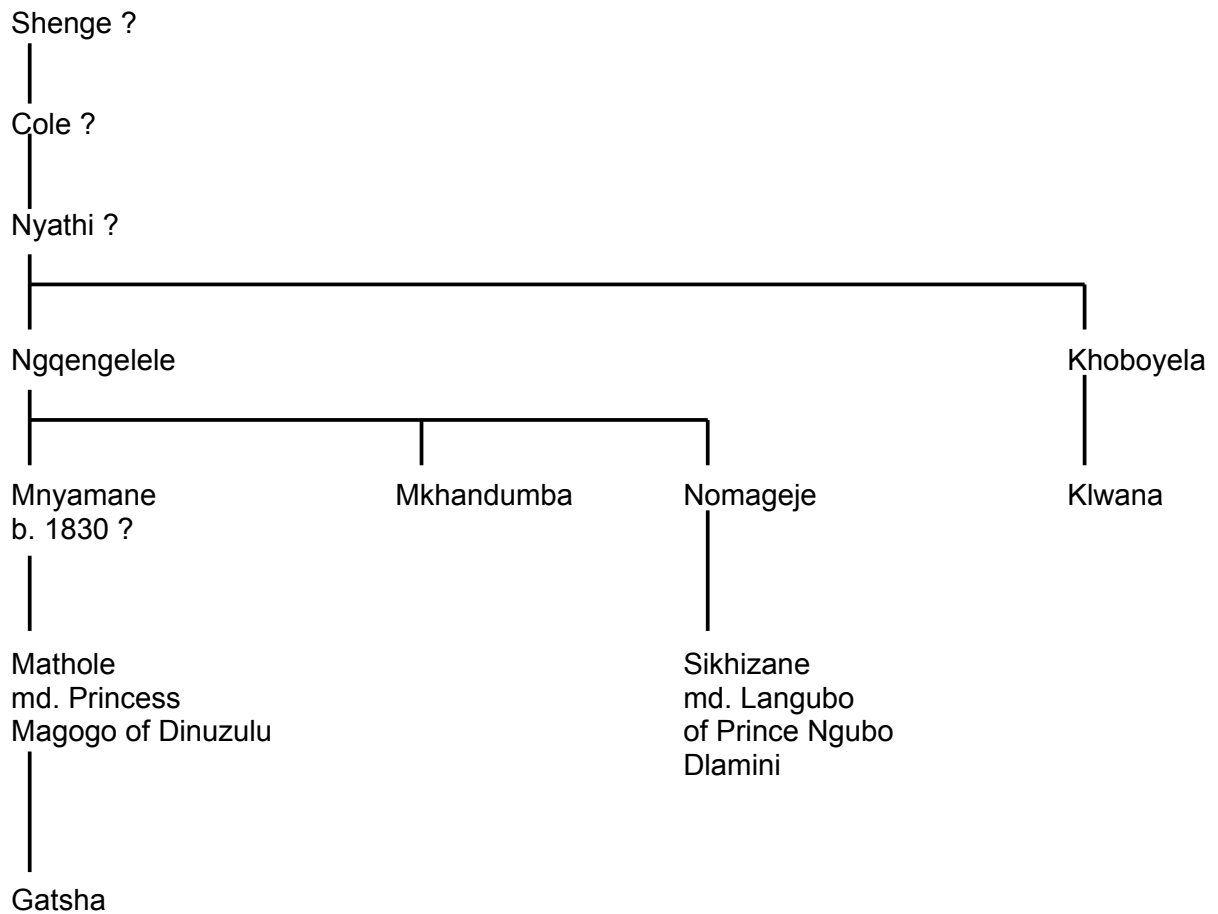 Shenge ?
Cole ?
Nyathi ?
Ngqengelele
Khoboyela
Mnyamane
b. 1830 ?
Mkhandumba
Nomageje
Klwana
Mathole
md. Princess
Magogo of Dinuzulu
Sikhizane
md. Langubo
of Prince Ngubo
Dlamini
Gatsha